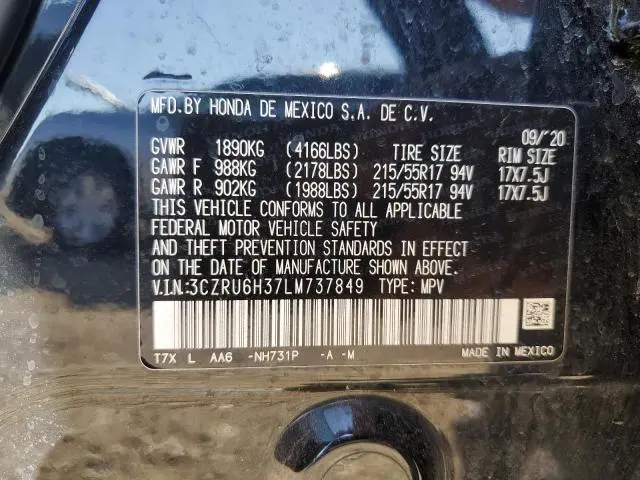 MFD.BY HONDA DE MEXICO S.A. DE C.V.
09/'20
GVWR 1890KG (4166LBS) TIRE SIZE RIM SIZE
GAWR F 988KG (2178LBS) 215/55R17 94V 17X7.5J
GAWR R 902KG (1988LBS) 215/55R17 94V 17X7.5J
THIS VEHICLE CONFORMS TO ALL APPLICABLE
FEDERAL MOTOR VEHICLE SAFETY
AND THEFT PREVENTION STANDARDS IN EFFECT
ON THE DATE OF MANUFACTURE SHOWN ABOVE.
V.I.N:3CZRU6H37LM737849 TYPE: MPV
T7X L AA6 -NH731P -A -M MADE IN MEXICO